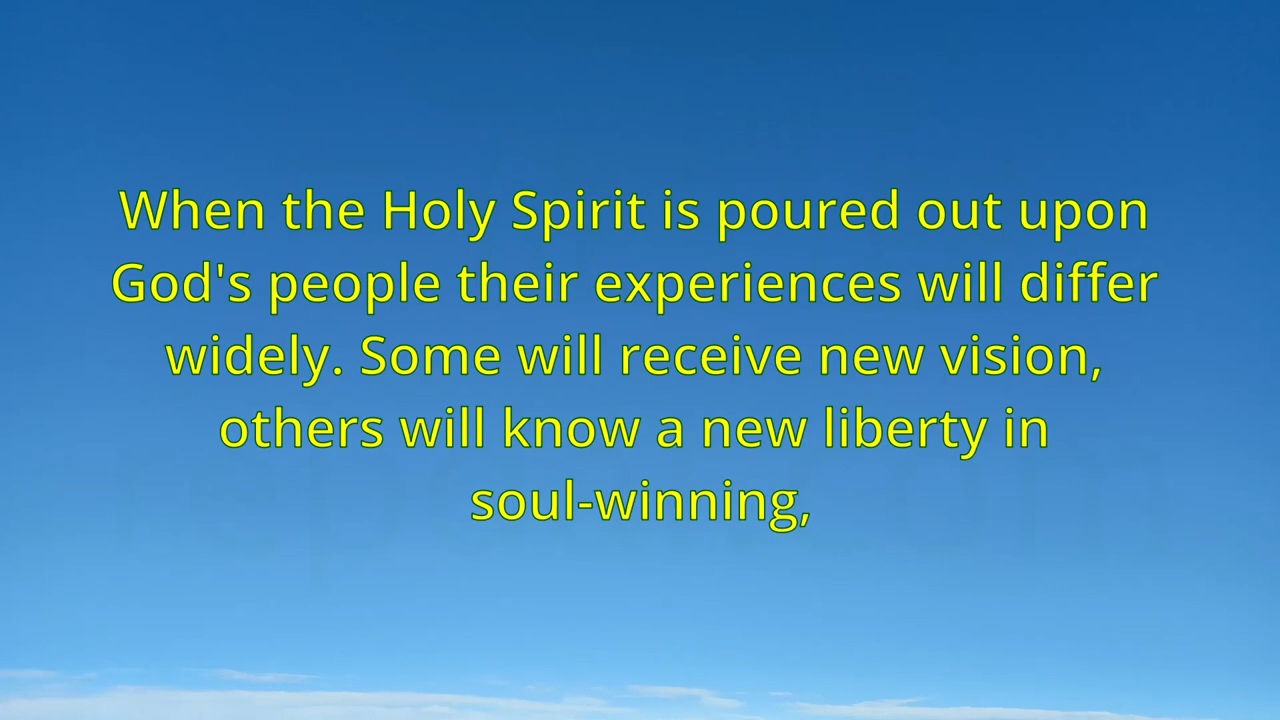 When the Holy Spirit is poured out upon
God's people their experiences will differ
widely. Some will receive new vision,
others will know a new liberty in
soul-winning,